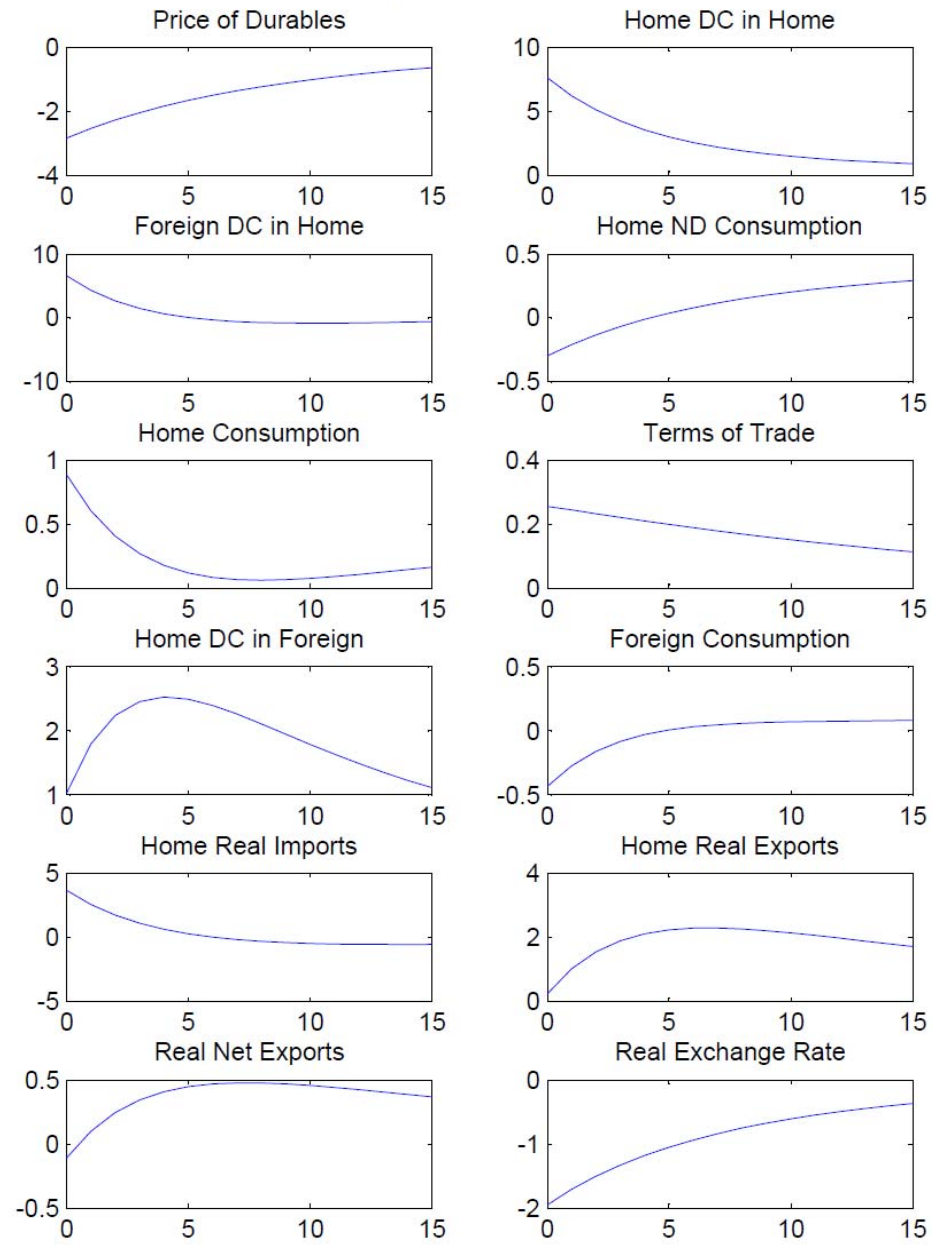 Price of Durables
0
-2
-4
0 5 10 15
Home DC in Home
10
5
0
0 5 10 15
Foreign DC in Home
10
0
-10
0 5 10 15
Home ND Consumption
0.5
0
-0.5
0 5 10 15
Home Consumption
1
0.5
0
0 5 10 15
Terms of Trade
0.4
0.2
0
0 5 10 15
Home DC in Foreign
3
2
1
0 5 10 15
Foreign Consumption
0.5
0
-0.5
0 5 10 15
Home Real Imports
5
0
-5
0 5 10 15
Home Real Exports
4
2
0
0 5 10 15
Real Net Exports
0.5
0
-0.5
0 5 10 15
Real Exchange Rate
0
-1
-2
0 5 10 15